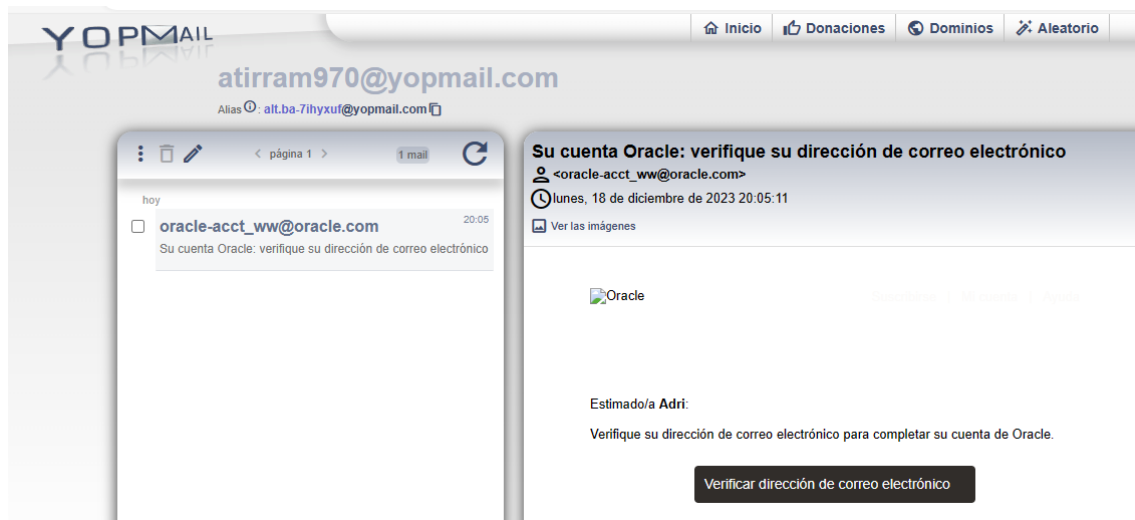 YOPMAIL
Inicio
Donaciones
Dominios
Aleatorio
atirram970@yopmail.com
Alias : alt.ba-7ihyxuf@yopmail.com
< página 1 >
1 mail
hoy
oracle-acct_ww@oracle.com
20:05
Su cuenta Oracle: verifique su dirección de correo electrónico
Su cuenta Oracle: verifique su dirección de correo electrónico
<oracle-acct_ww@oracle.com>
lunes, 18 de diciembre de 2023 20:05:11
Ver las imágenes
Oracle
Estimado/a Adri:
Verifique su dirección de correo electrónico para completar su cuenta de Oracle.
Verificar dirección de correo electrónico